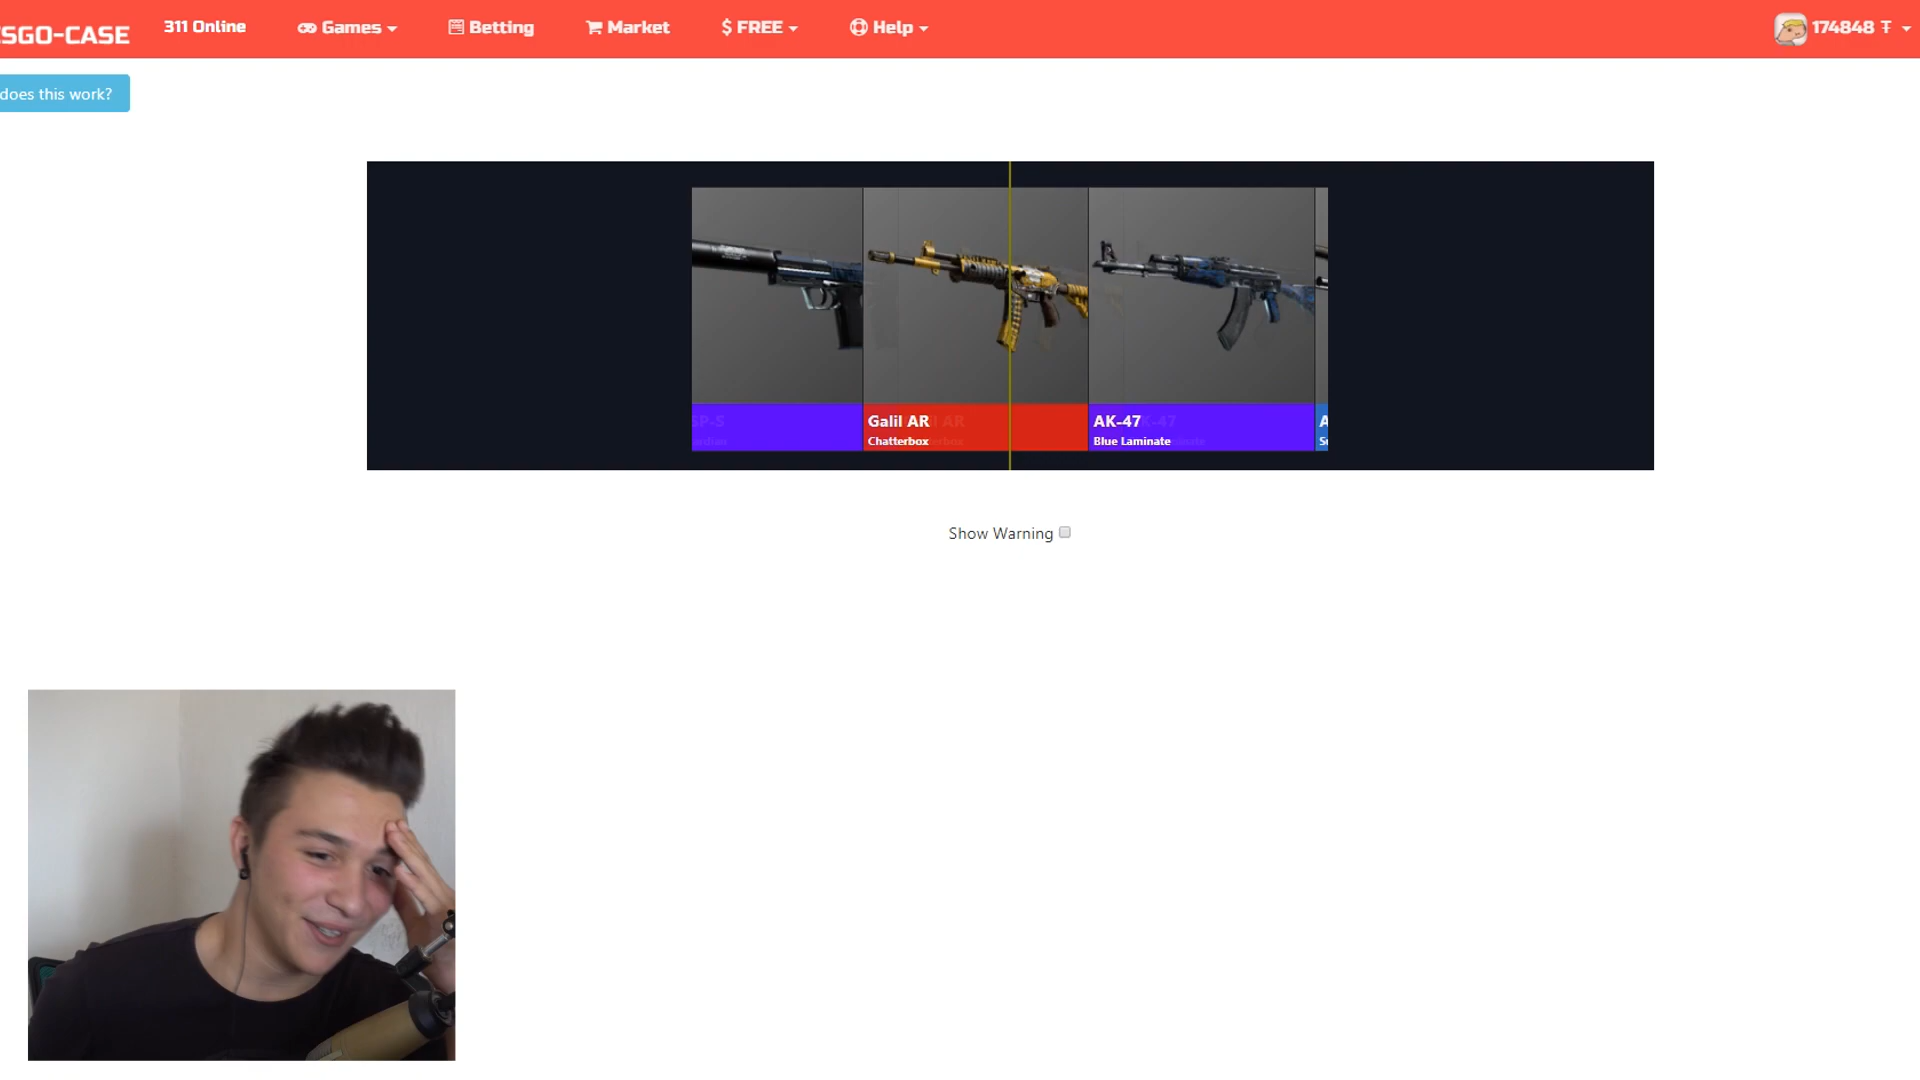 SGO-CASE
311 Online
Games
Betting
Market
$ FREE
Help
174848 Ŧ
does this work?
SP-S
Galil AR
Chatterbox
AK-47
Blue Laminate
A
Show Warning